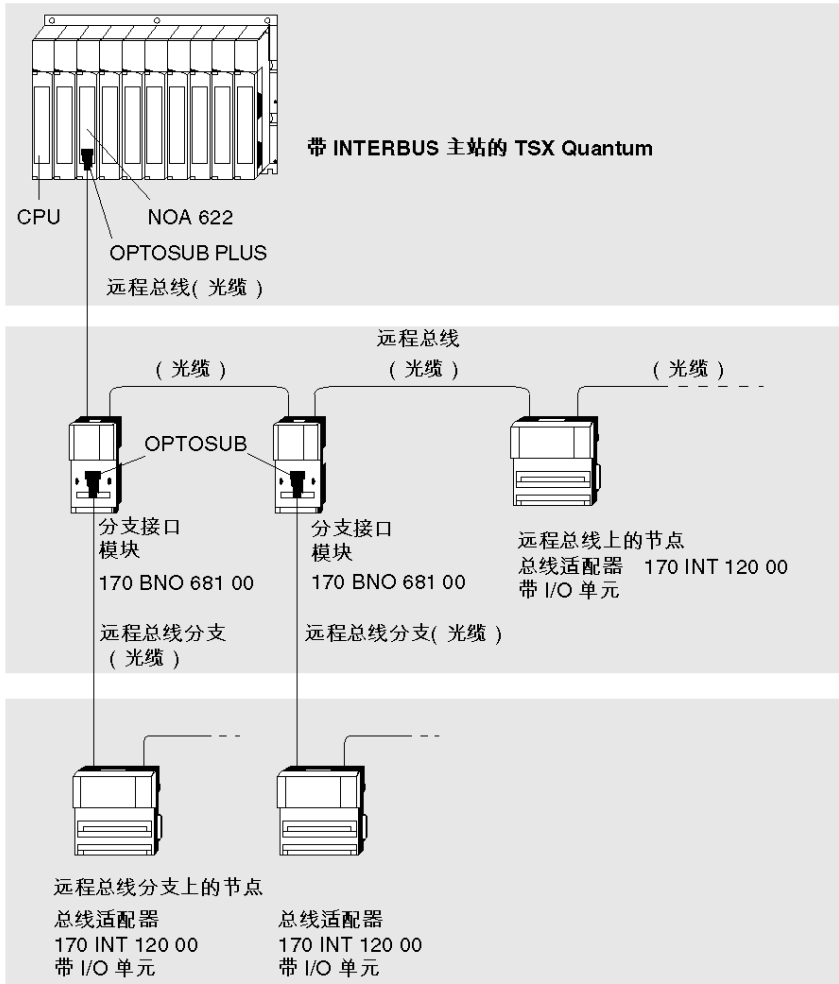 带 INTERBUS 主站的 TSX Quantum
CPU
NOA 622
OPTOSUB PLUS
远程总线( 光缆 )
远程总线
( 光缆 )
( 光缆 )
( 光缆 )
OPTOSUB
分支接口
模块
170 BNO 681 00
分支接口
模块
170 BNO 681 00
远程总线上的节点
总线适配器 170 INT 120 00
带 I/O 单元
远程总线分支
( 光缆 )
远程总线分支( 光缆 )
远程总线分支上的节点
总线适配器
170 INT 120 00
带 I/O 单元
总线适配器
170 INT 120 00
带 I/O 单元